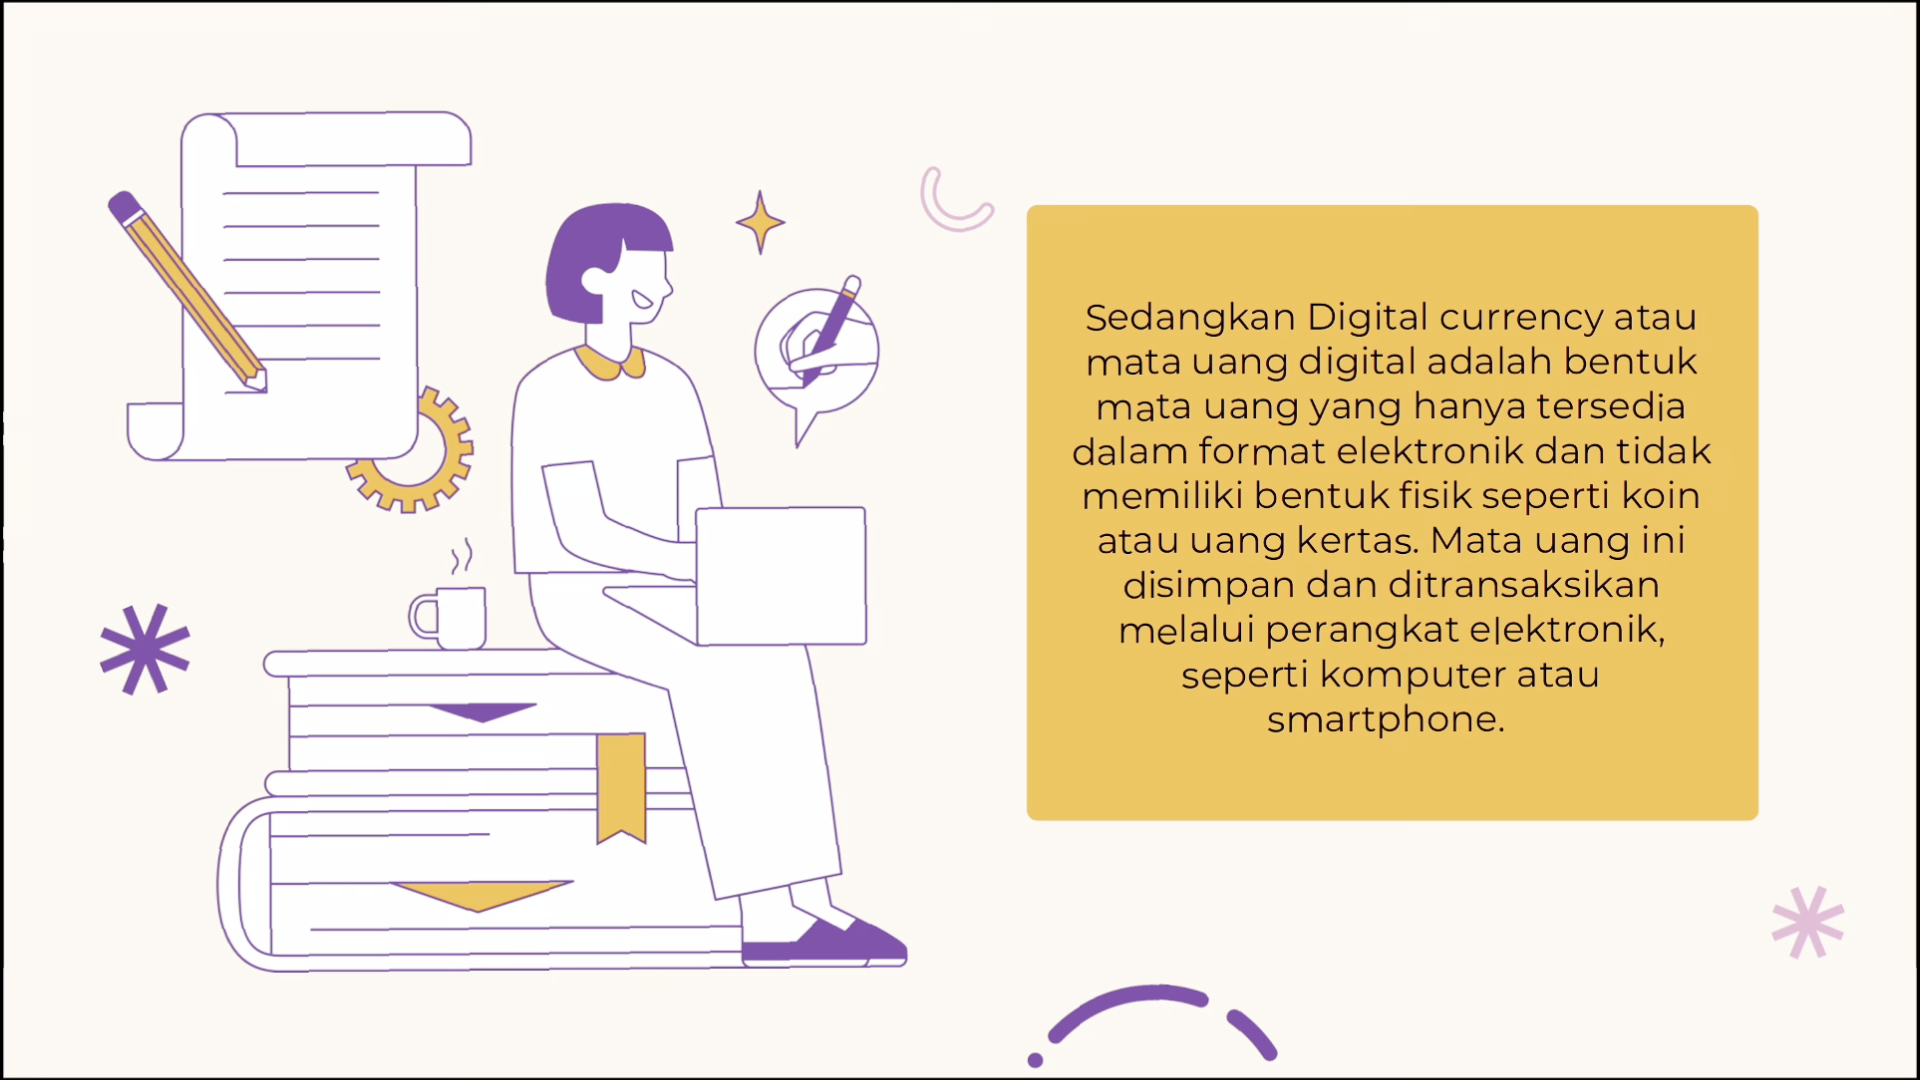 Sedangkan Digital currency atau
mata uang digital adalah bentuk
mata uang yang hanya tersedia
dalam format elektronik dan tidak
memiliki bentuk fisik seperti koin
atau uang kertas. Mata uang ini
disimpan dan ditransaksikan
melalui perangkat elektronik,
seperti komputer atau
smartphone.